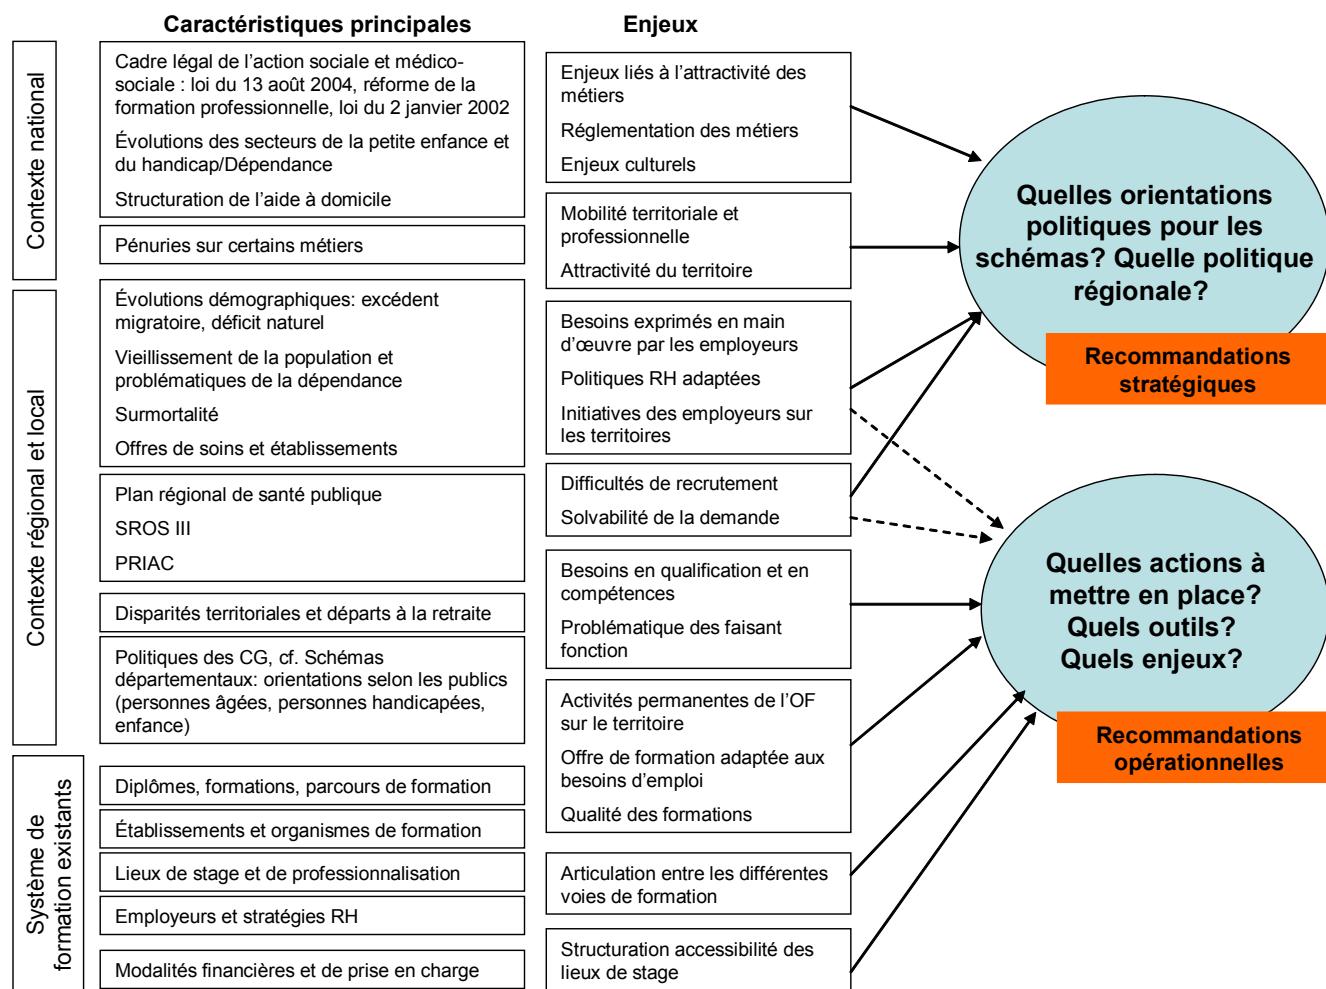 Caractéristiques principales
Enjeux
Contexte national
Cadre légal de l'action sociale et médico-
sociale : loi du 13 août 2004, réforme de la
formation professionnelle, loi du 2 janvier 2002
Évolutions des secteurs de la petite enfance et
du handicap/Dépendance
Structuration de l'aide à domicile
Pénuries sur certains métiers
Contexte régional et local
Évolutions démographiques: excédent
migratoire, déficit naturel
Vieillissement de la population et
problématiques de la dépendance
Surmortalité
Offres de soins et établissements
Plan régional de santé publique
SROS III
PRIAC
Disparités territoriales et départs à la retraite
Politiques des CG, cf. Schémas
départementaux: orientations selon les publics
(personnes âgées, personnes handicapées,
enfance)
Système de
formation existants
Diplômes, formations, parcours de formation
Établissements et organismes de formation
Lieux de stage et de professionnalisation
Employeurs et stratégies RH
Modalités financières et de prise en charge
Enjeux liés à l'attractivité des
métiers
Réglementation des métiers
Enjeux culturels
Mobilité territoriale et
professionnelle
Attractivité du territoire
Besoins exprimés en main
d'œuvre par les employeurs
Politiques RH adaptées
Initiatives des employeurs sur
les territoires
Difficultés de recrutement
Solvabilité de la demande
Besoins en qualification et en
compétences
Problématique des faisant
fonction
Activités permanentes de l'OF
sur le territoire
Offre de formation adaptée aux
besoins d'emploi
Qualité des formations
Articulation entre les différentes
voies de formation
Structuration accessibilité des
lieux de stage
Quelles orientations
politiques pour les
schémas? Quelle politique
régionale?
Recommandations
stratégiques
Quelles actions à
mettre en place?
Quels outils?
Quels enjeux?
Recommandations
opérationnelles